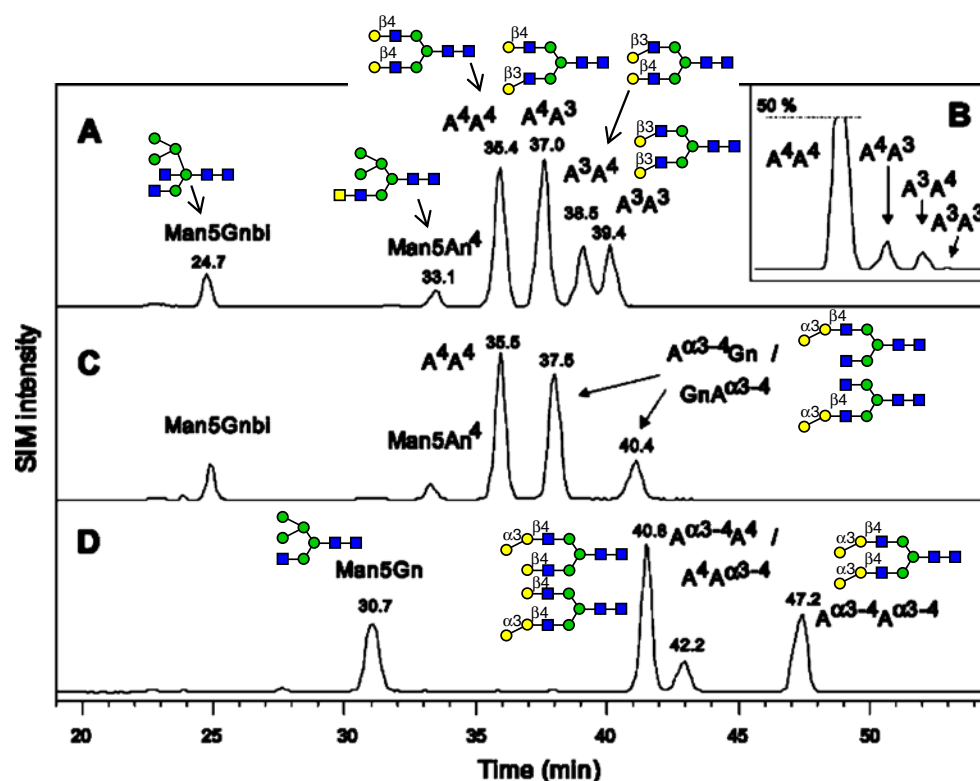 β4
β4
β4
β3
β3
β4
β3
β3
A
A⁴A⁴
35.4
A⁴A³
37.0
A³A⁴
38.5
A³A³
39.4
Man5Gnbi
24.7
Man5An⁴
33.1
B
50 %
A⁴A⁴
A⁴A³
A³A⁴
A³A³
SIM intensity
C
A⁴A⁴
35.5
37.5
Aα3-4Gn /
GnAα3-4
40.4
Man5Gnbi
Man5An⁴
α3
β4
α3
β4
D
Man5Gn
30.7
α3
β4
β4
β4
β4
α3
40.8
Aα3-4A⁴ /
A⁴Aα3-4
42.2
α3
β4
α3
β4
47.2
Aα3-4Aα3-4
20 25 30 35 40 45 50
Time (min)